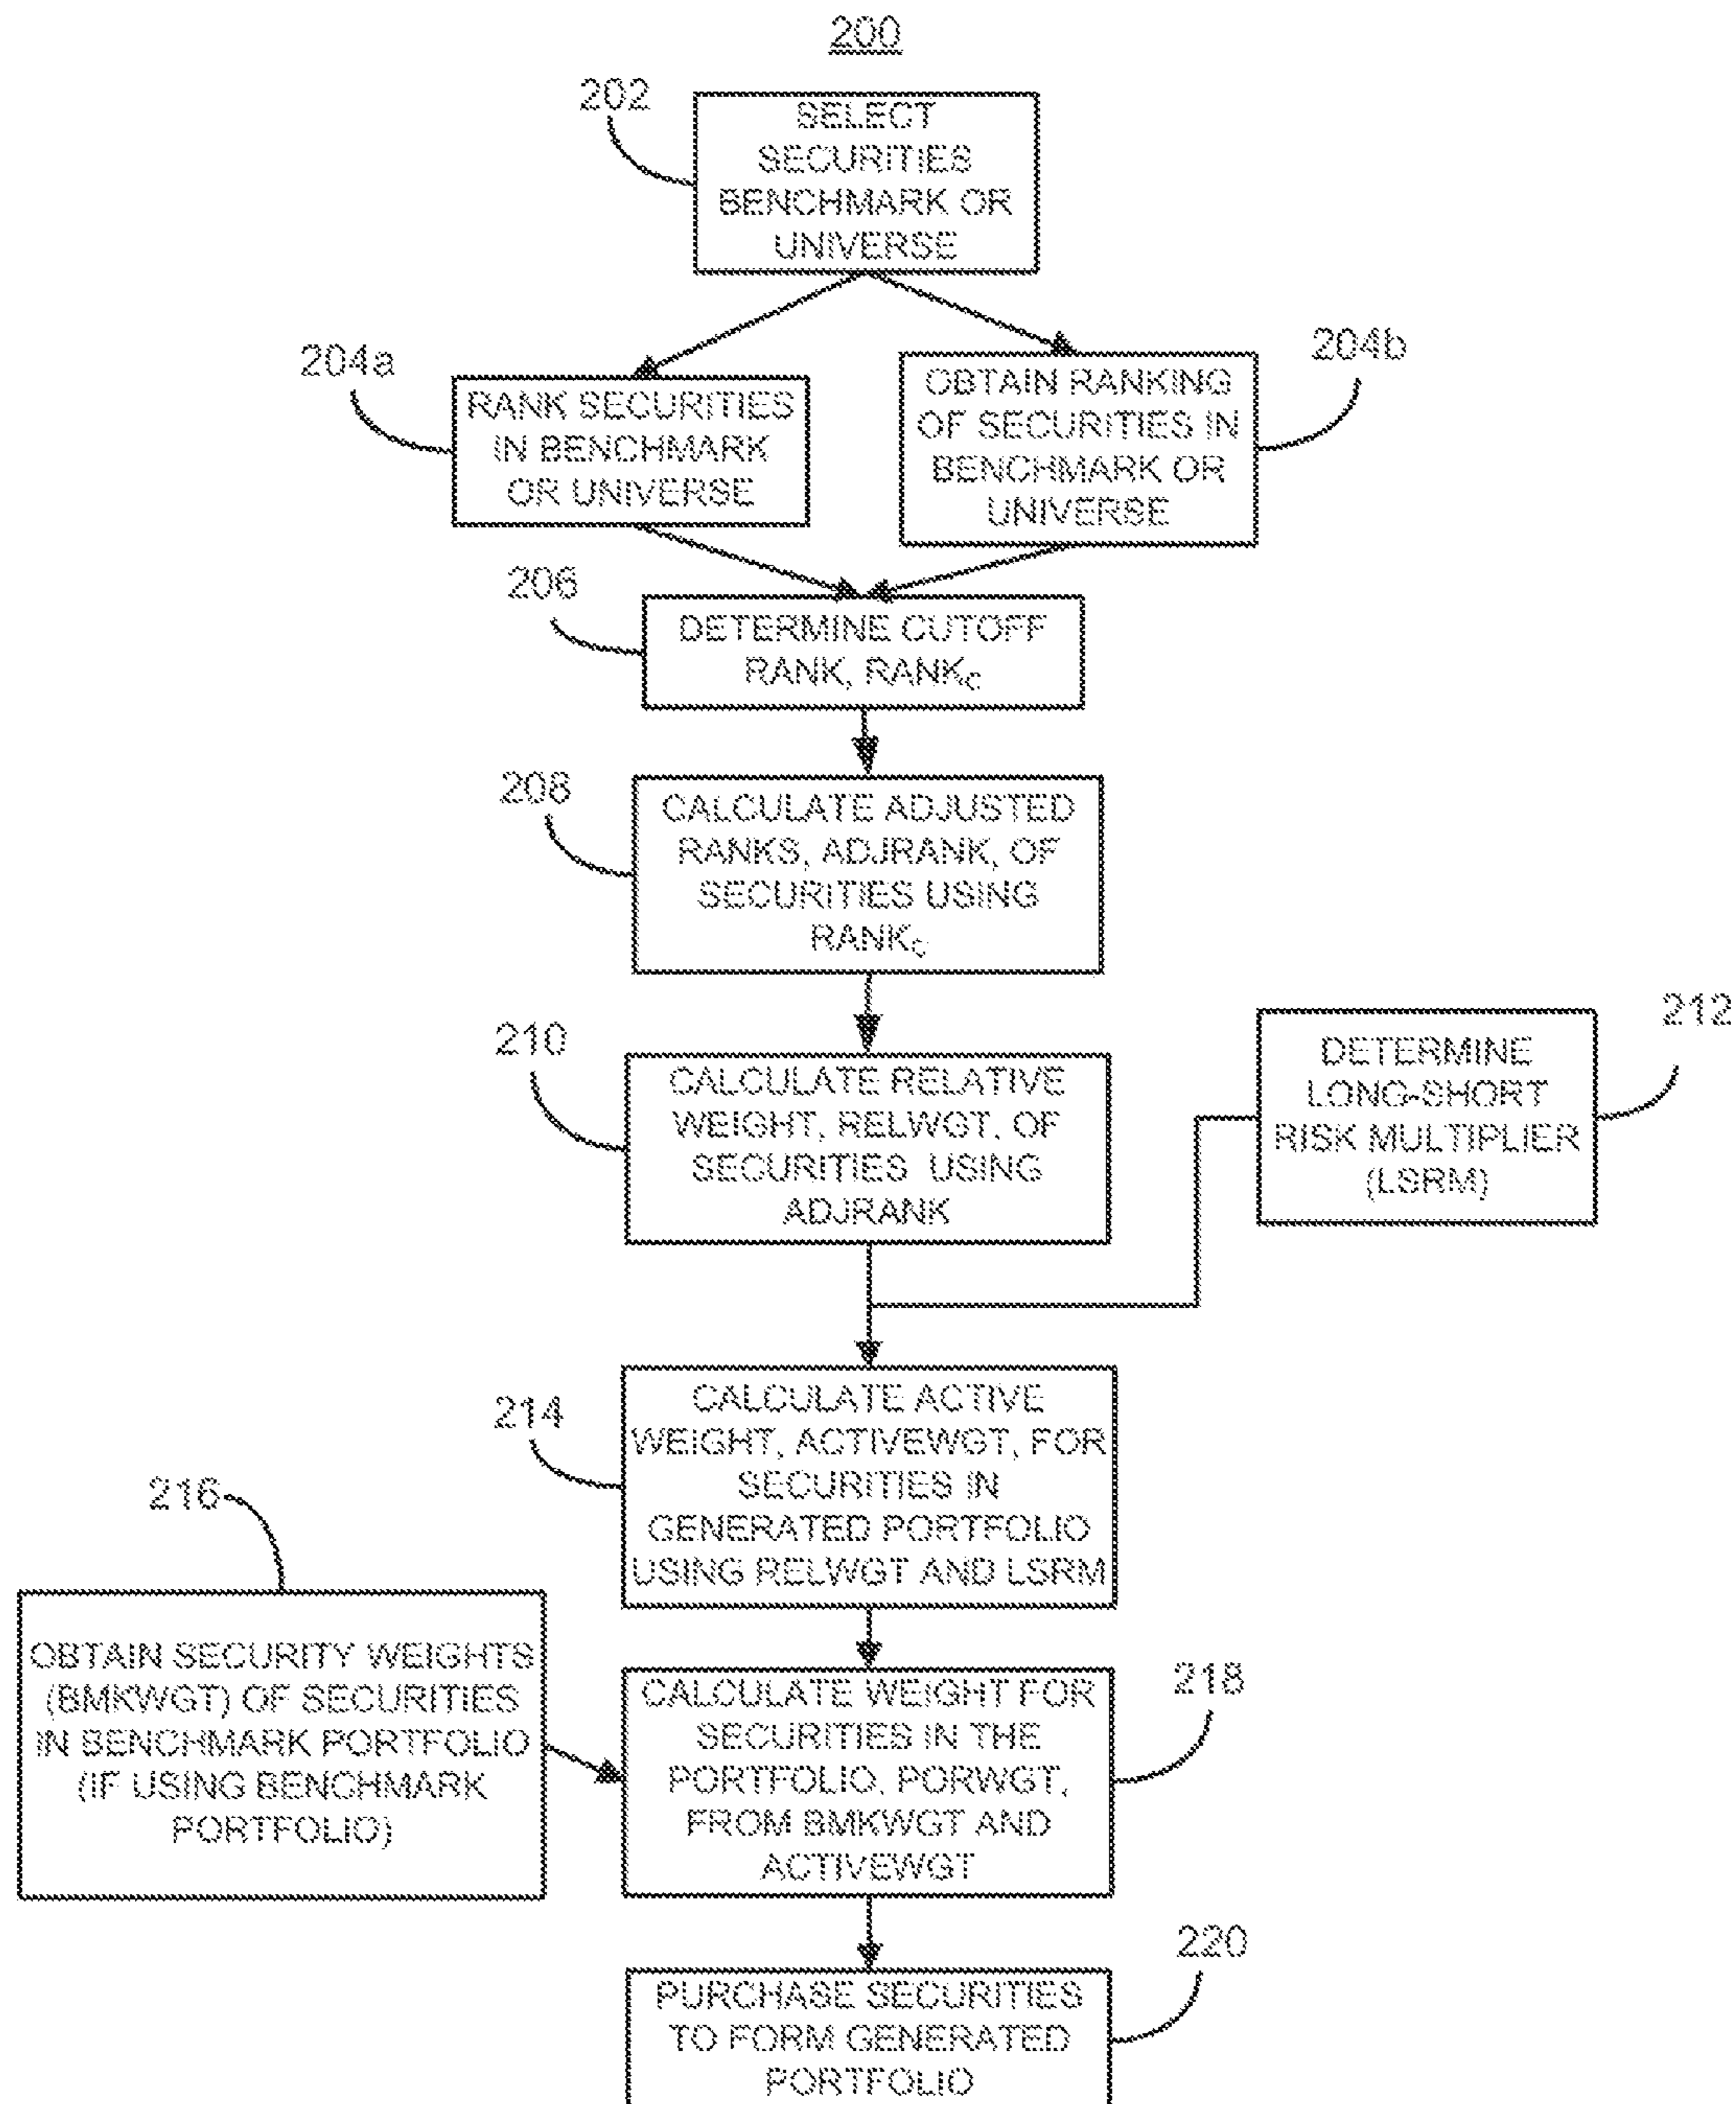 200
202
SELECT
SECURITIES
BENCHMARK OR
UNIVERSE
204a
RANK SECURITIES
IN BENCHMARK
OR UNIVERSE
204b
OBTAIN RANKING
OF SECURITIES IN
BENCHMARK OR
UNIVERSE
206
DETERMINE CUTOFF
RANK, RANKC
208
CALCULATE ADJUSTED
RANKS, ADJRANK, OF
SECURITIES USING
RANKC
210
CALCULATE RELATIVE
WEIGHT, RELWGT, OF
SECURITIES USING
ADJRANK
212
DETERMINE
LONG-SHORT
RISK MULTIPLIER
(LSRM)
214
CALCULATE ACTIVE
WEIGHT, ACTIVEWGT, FOR
SECURITIES IN
GENERATED PORTFOLIO
USING RELWGT AND LSRM
216
OBTAIN SECURITY WEIGHTS
(BMKWGT) OF SECURITIES
IN BENCHMARK PORTFOLIO
(IF USING BENCHMARK
PORTFOLIO)
218
CALCULATE WEIGHT FOR
SECURITIES IN THE
PORTFOLIO, PORWGT,
FROM BMKWGT AND
ACTIVEWGT
220
PURCHASE SECURITIES
TO FORM GENERATED
PORTFOLIO